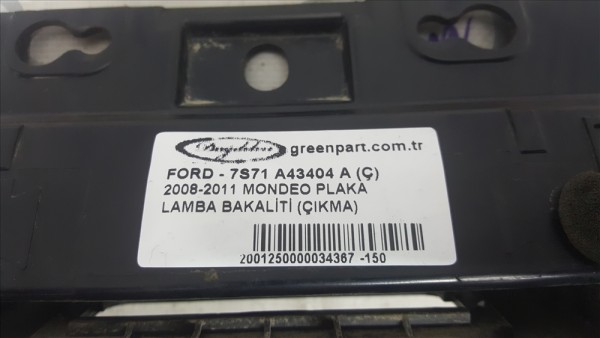 greenpart.com.tr
FORD - 7S71 A43404 A (Ç)
2008-2011 MONDEO PLAKA
LAMBA BAKALİTİ (ÇIKMA)
2001250000034367 -150